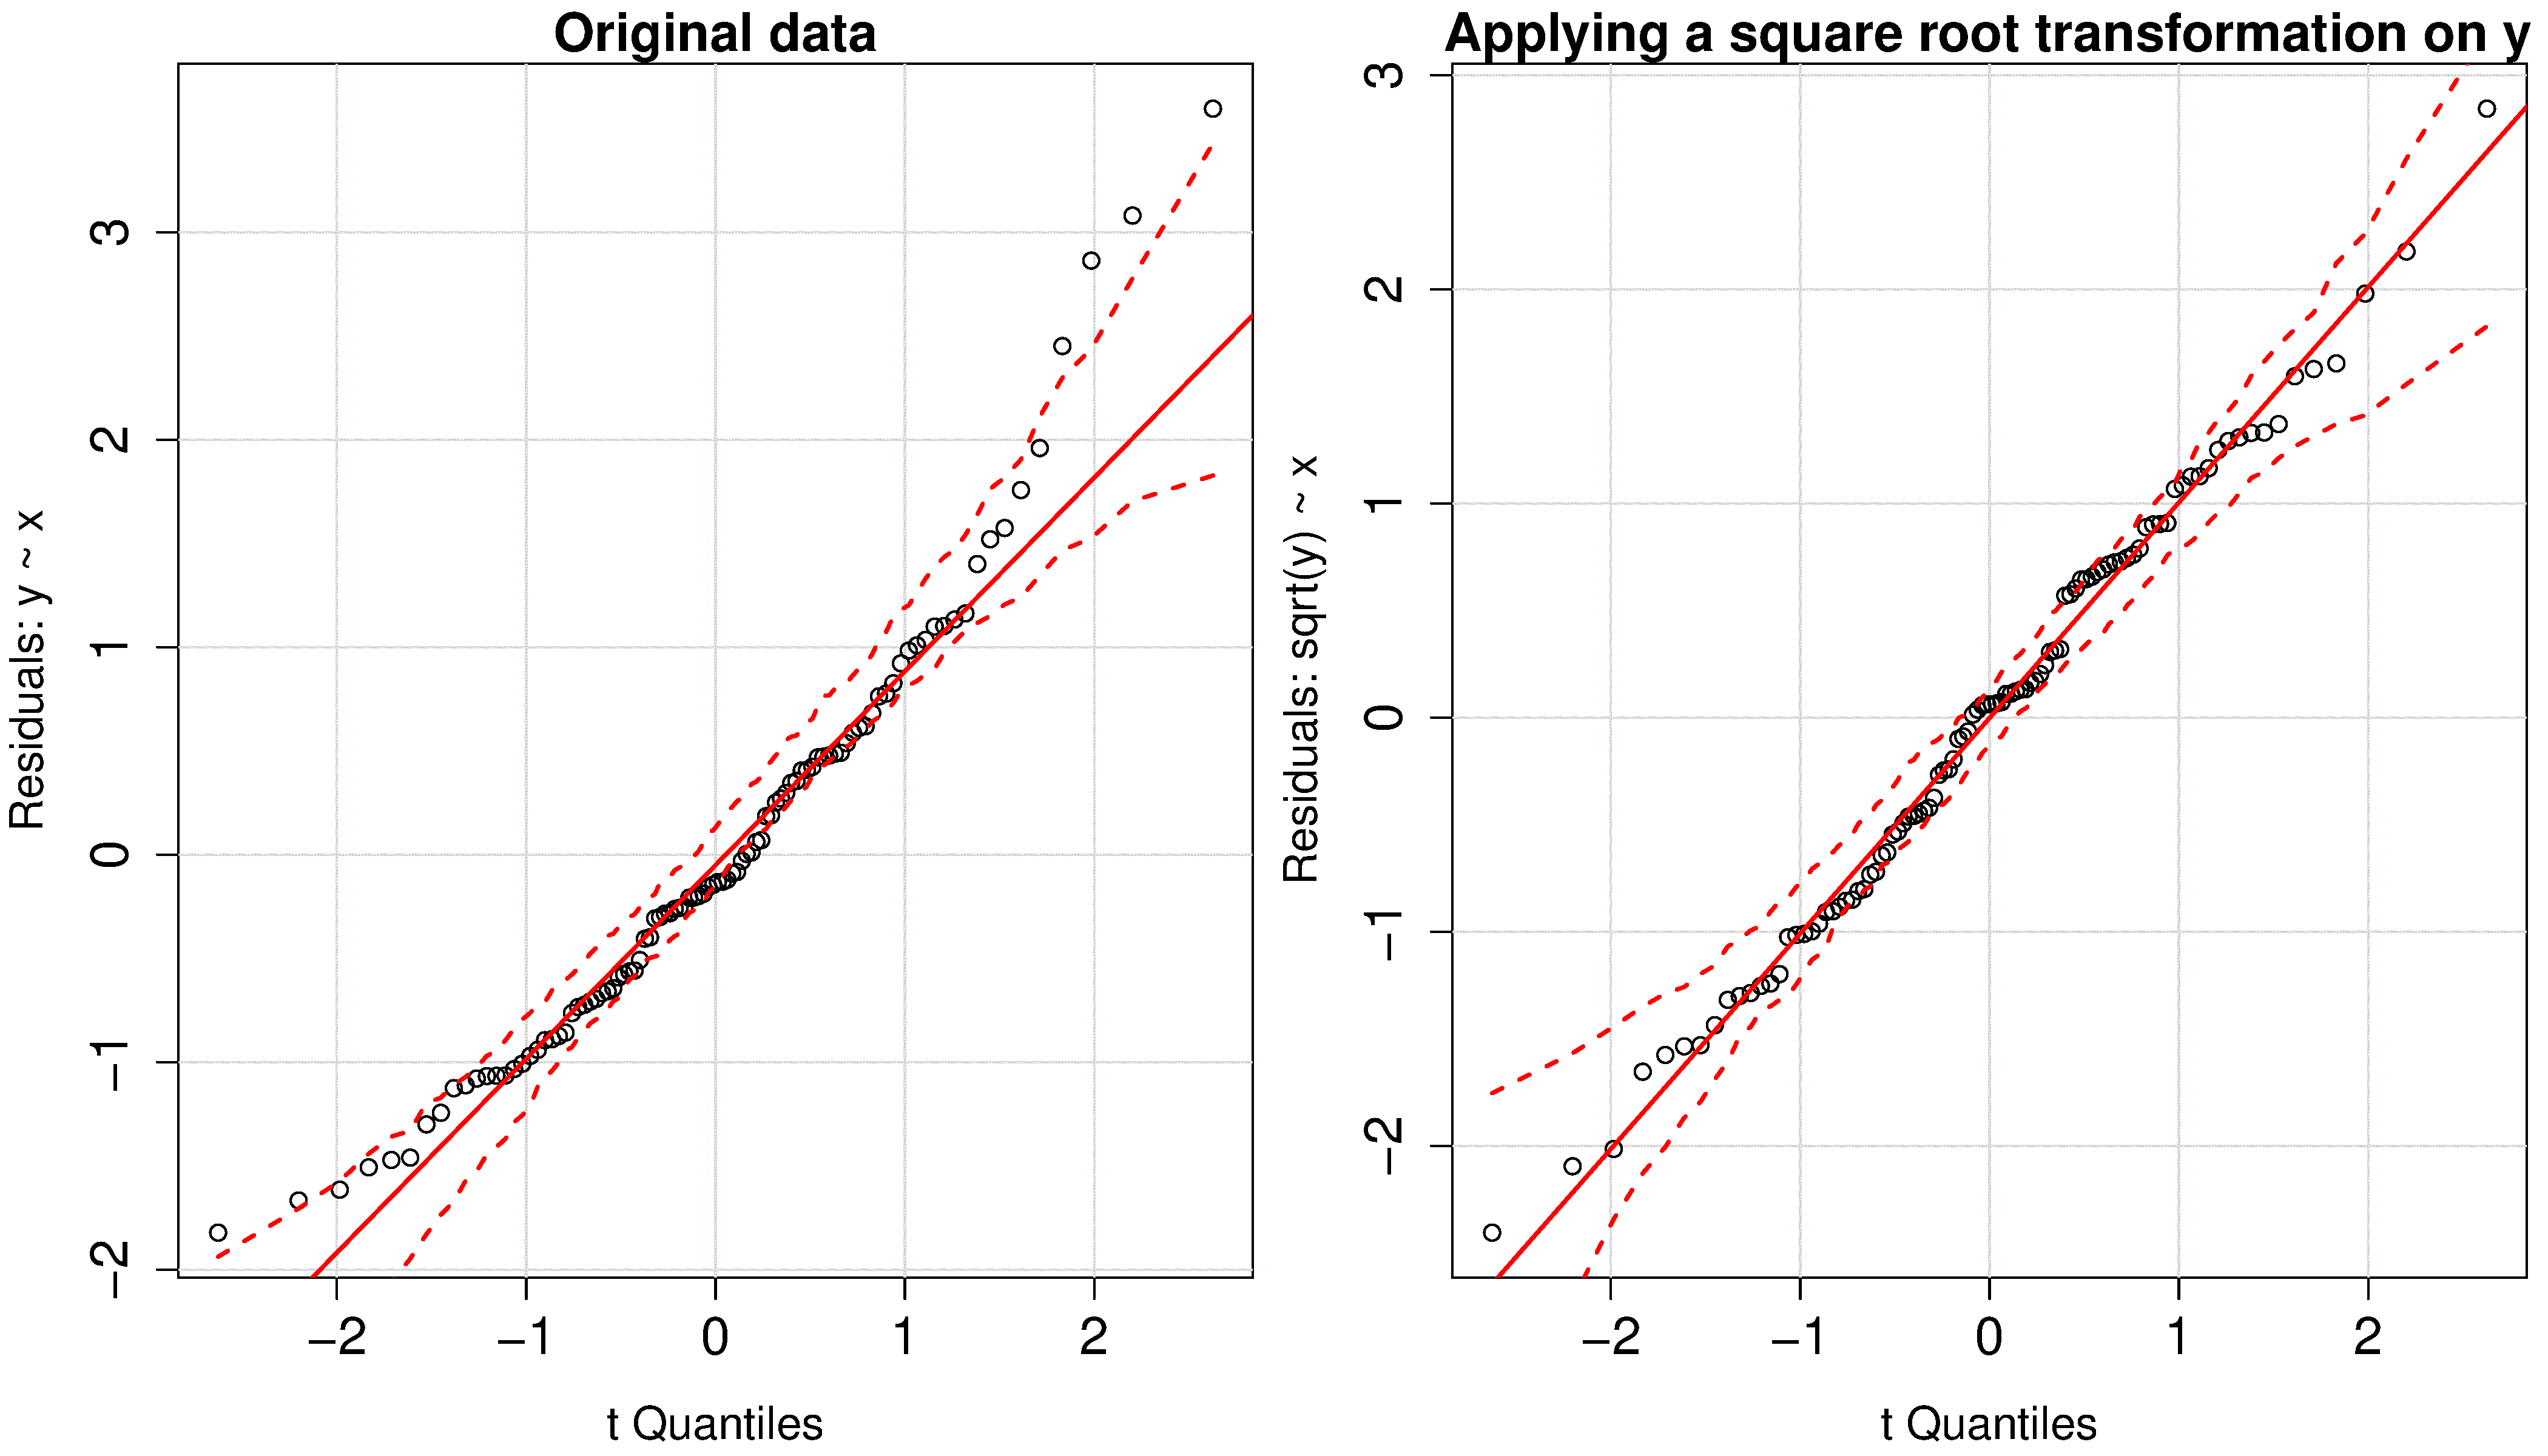 Original data
Residuals: y ~ x
3
2
1
0
−1
−2
−2 −1 0 1 2
t Quantiles
Applying a square root transformation on y
Residuals: sqrt(y) ~ x
3
2
1
0
−1
−2
−2 −1 0 1 2
t Quantiles